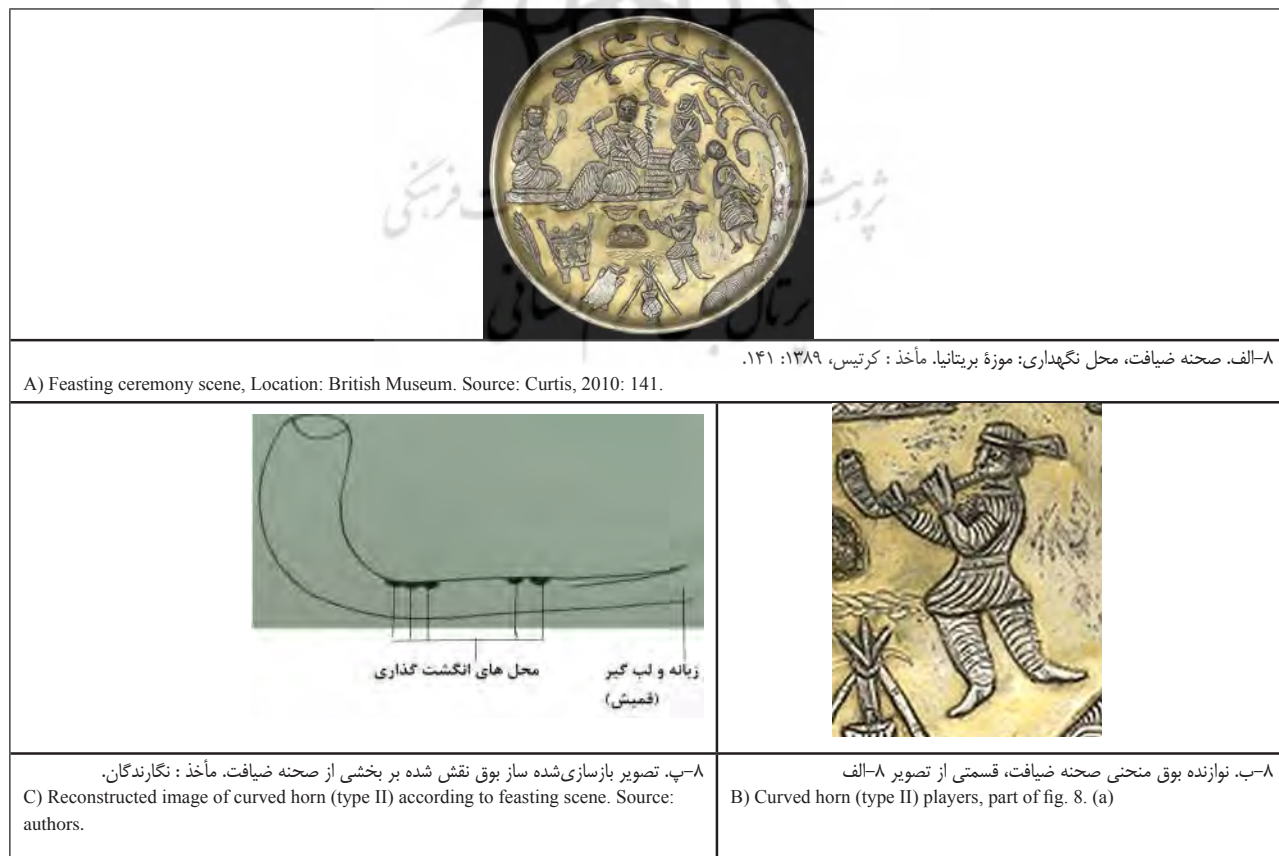 ۸-الف. صحنه ضیافت، محل نگهداری: موزهٔ بریتانیا. مأخذ : کرتیس، ۱۳۸۹: ۱۴۱.
A) Feasting ceremony scene, Location: British Museum. Source: Curtis, 2010: 141.
محل های انگشت گذاری
زبانه و لب گیر
(قمیش)
۸-ب. نوازنده بوق منحنی صحنه ضیافت، قسمتی از تصویر ۸-الف
B) Curved horn (type II) players, part of fig. 8. (a)
۸-پ. تصویر بازسازی‌شده ساز بوق نقش شده بر بخشی از صحنه ضیافت. مأخذ : نگارندگان.
C) Reconstructed image of curved horn (type II) according to feasting scene. Source:
authors.